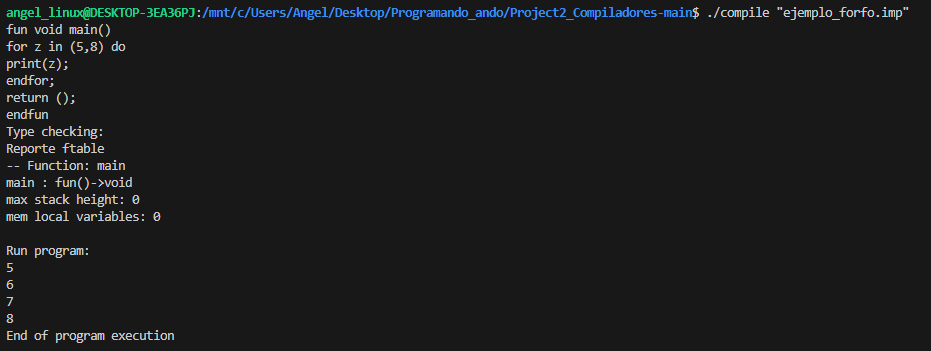 angel_linux@DESKTOP-3EA36PJ:/mnt/c/Users/Angel/Desktop/Programando_ando/Project2_Compiladores-main$ ./compile "ejemplo_forfo.imp"
fun void main()
for z in (5,8) do
print(z);
endfor;
return ();
endfun
Type checking:
Reporte ftable
-- Function: main
main : fun()->void
max stack height: 0
mem local variables: 0

Run program:
5
6
7
8
End of program execution